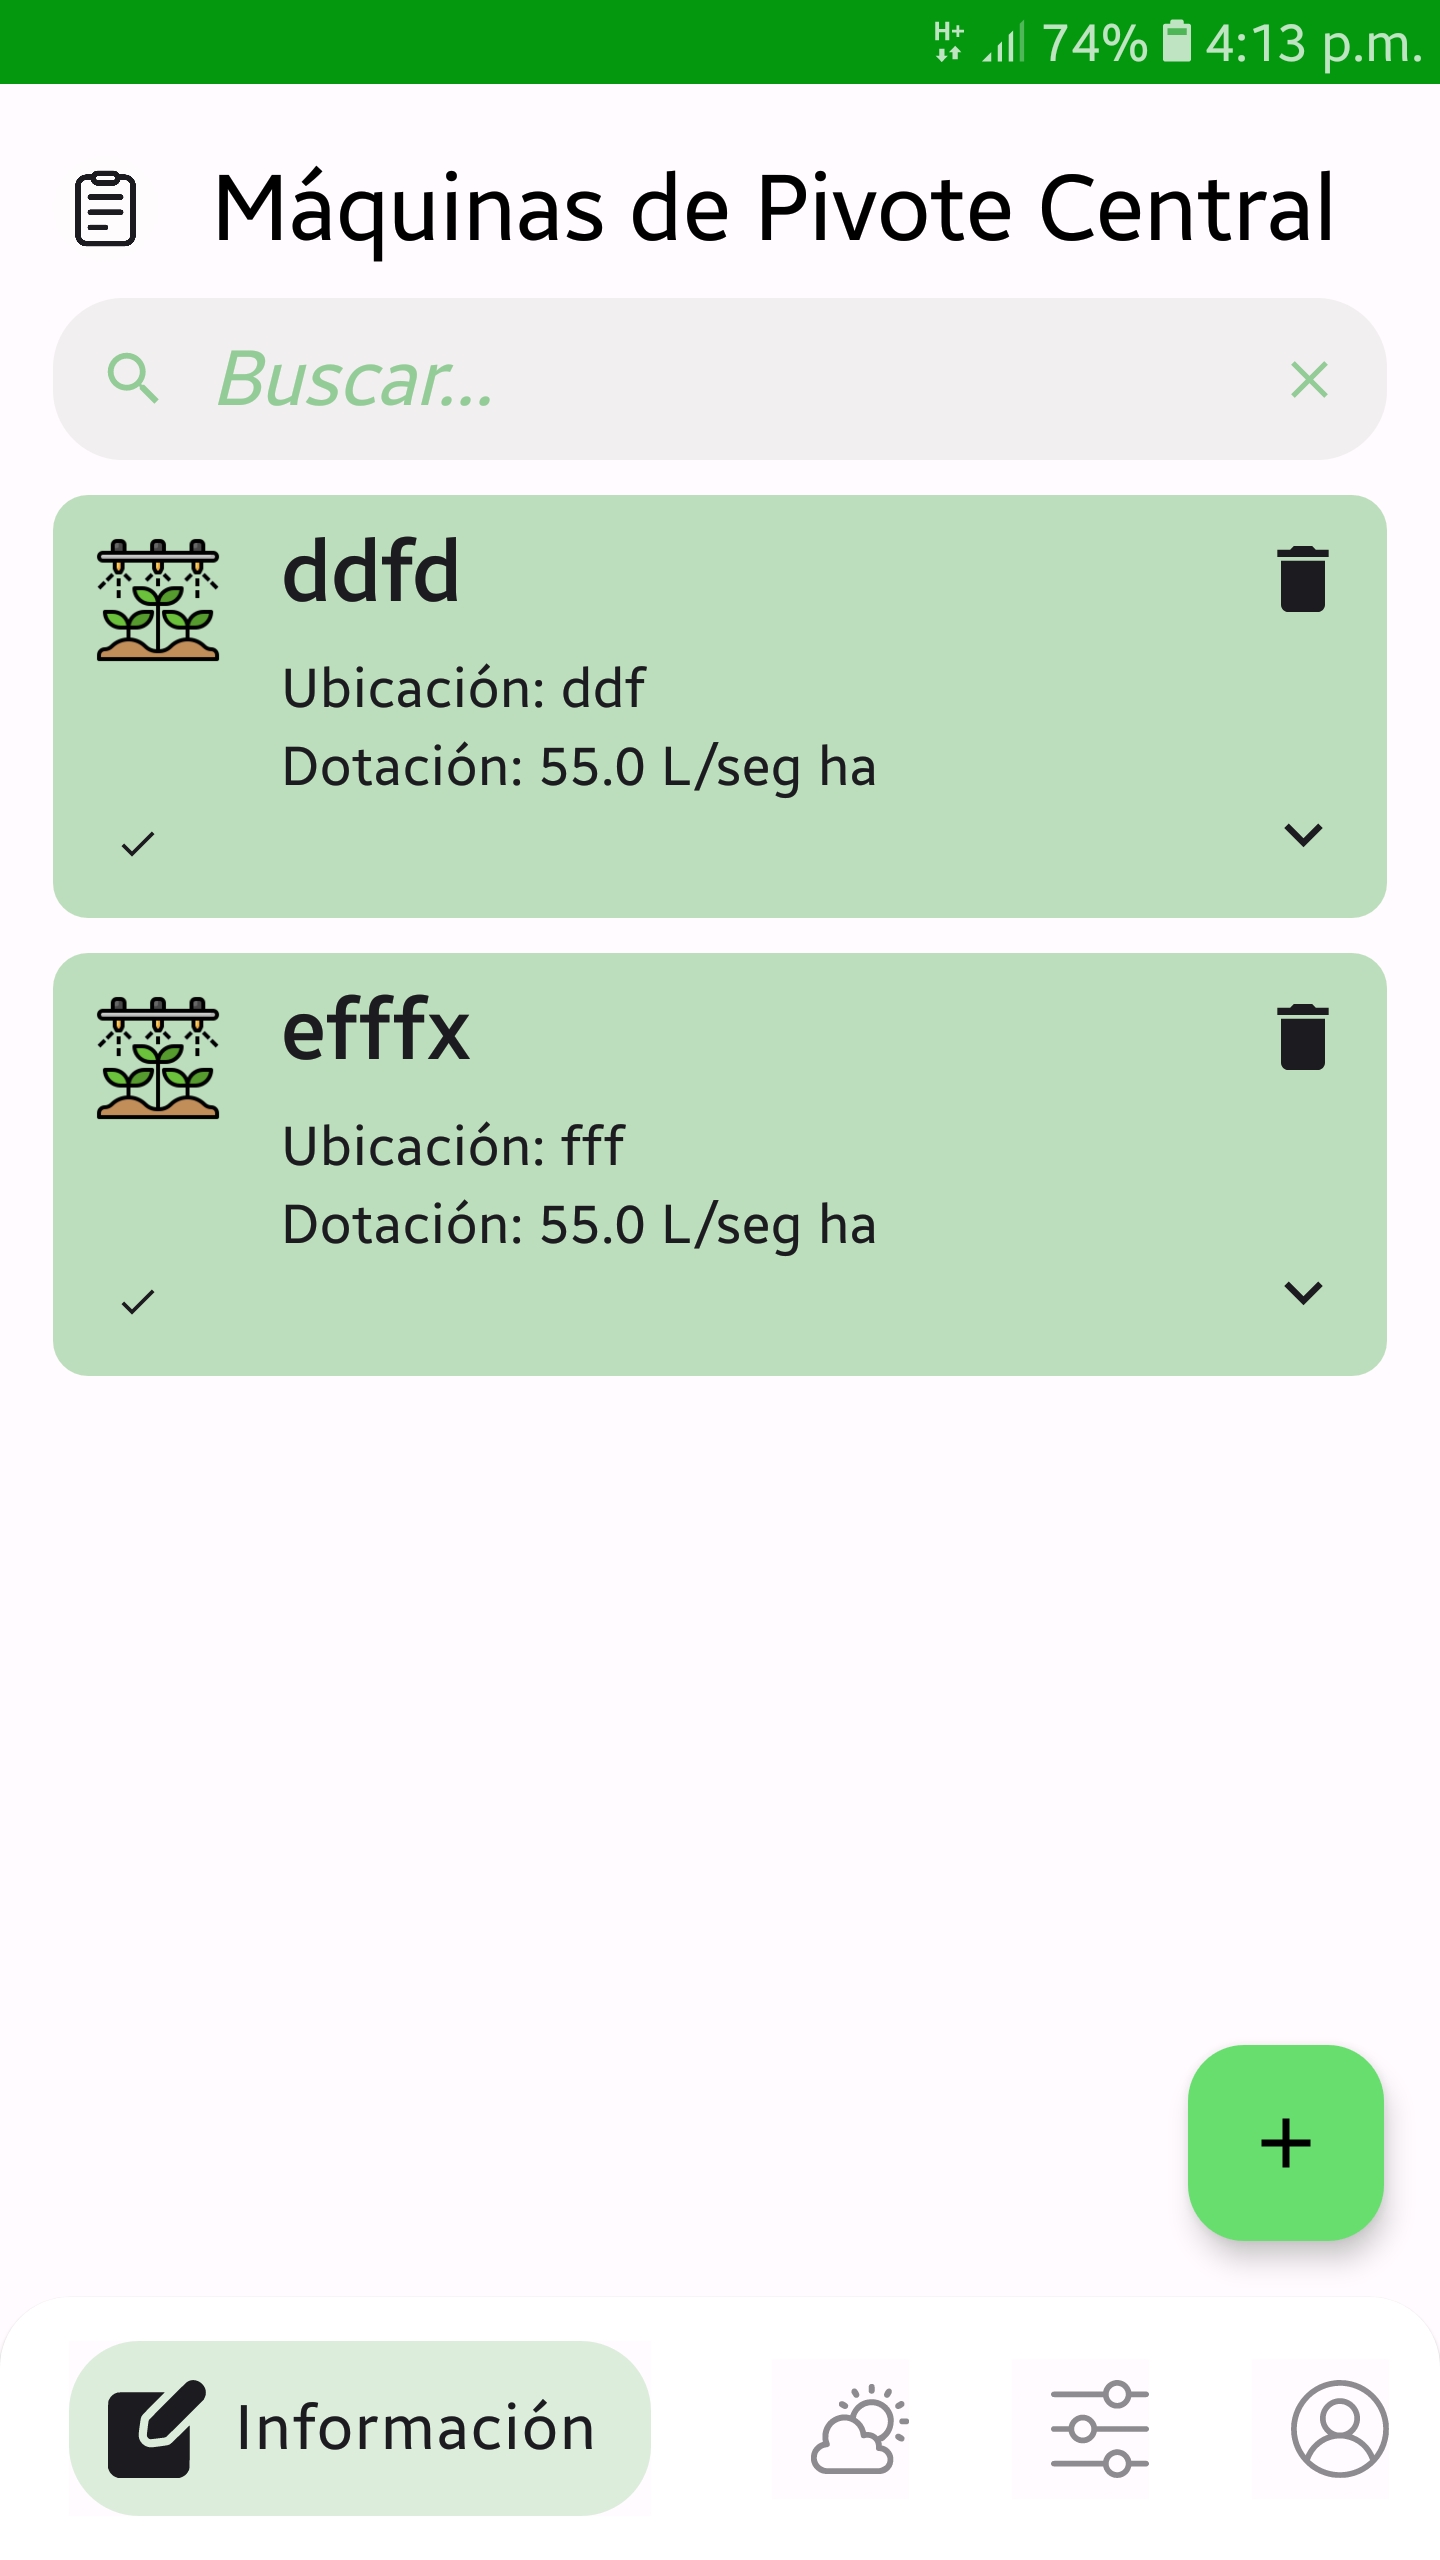 H+ 74% 4:13 p.m.
Máquinas de Pivote Central
Buscar...
ddfd
Ubicación: ddf
Dotación: 55.0 L/seg ha
efffx
Ubicación: fff
Dotación: 55.0 L/seg ha
Información